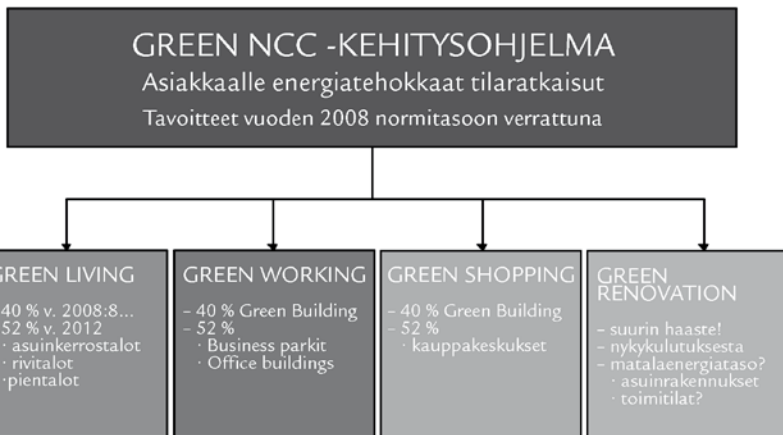 GREEN NCC -KEHITYSOHJELMA
Asiakkaalle energiatehokkaat tilaratkaisut
Tavoitteet vuoden 2008 normitasoon verrattuna
GREEN LIVING
40 % v. 2008:8...
52 % v. 2012
· asuinkerrostalot
· rivitalot
·pientalot
GREEN WORKING
– 40 % Green Building
– 52 %
· Business parkit
· Office buildings
GREEN SHOPPING
– 40 % Green Building
– 52 %
· kauppakeskukset
GREEN
RENOVATION
– suurin haaste!
– nykykulutuksesta
– matalaenergiataso?
· asuinrakennukset
· toimitilat?